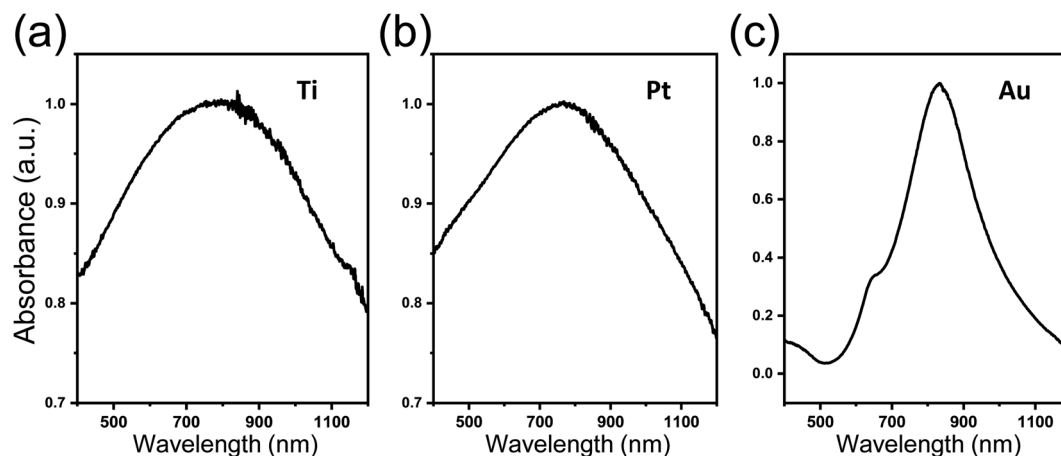 (a)
Ti
Absorbance (a.u.)
1.0
0.9
0.8
0.7
500 700 900 1100
Wavelength (nm)
(b)
Pt
1.0
0.9
0.8
0.7
500 700 900 1100
Wavelength (nm)
(c)
Au
1.0
0.8
0.6
0.4
0.2
0.0
500 700 900 1100
Wavelength (nm)